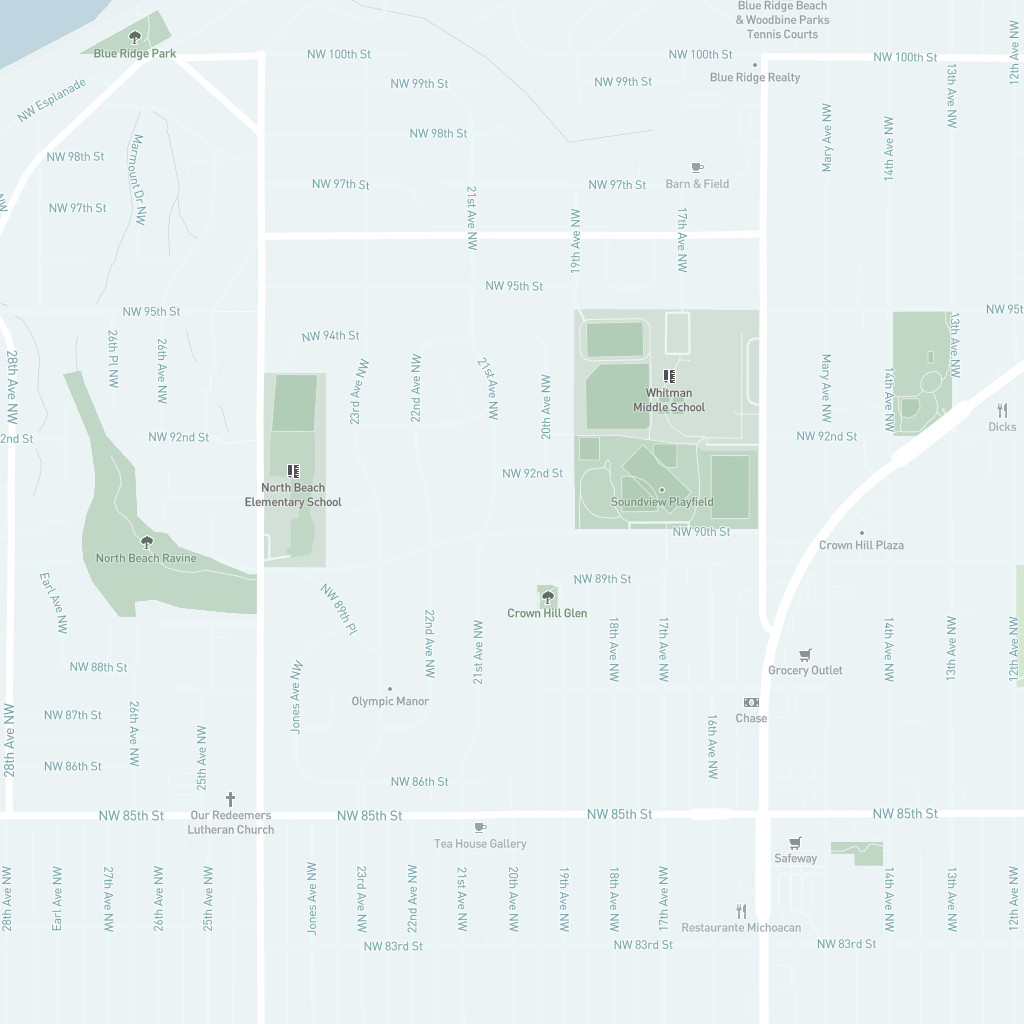 Blue Ridge Beach
& Woodbine Parks
Tennis Courts
12th Ave NW
Blue Ridge Park
NW 100th St
NW 100th St
NW 100th St
Blue Ridge Realty
13th Ave NW
NW Esplanade
NW 99th St
NW 99th St
Mary Ave NW
14th Ave NW
NW 98th St
NW 98th St
Marmount Dr NW
NW 97th St
NW 97th St
NW 97th St
Barn & Field
NW
21st Ave NW
19th Ave NW
17th Ave NW
NW 95th St
NW 95th St
NW 95t
NW 94th St
28th Ave NW
26th Pl NW
26th Ave NW
23rd Ave NW
22nd Ave NW
21st Ave NW
20th Ave NW
Whitman
Middle School
Mary Ave NW
14th Ave NW
13th Ave NW
Dicks
2nd St
NW 92nd St
NW 92nd St
NW 92nd St
North Beach
Elementary School
Soundview Playfield
NW 90th St
Crown Hill Plaza
North Beach Ravine
NW 89th St
Earl Ave NW
NW 89th Pl
Crown Hill Glen
22nd Ave NW
21st Ave NW
18th Ave NW
17th Ave NW
14th Ave NW
13th Ave NW
12th Ave NW
NW 88th St
Grocery Outlet
Jones Ave NW
Olympic Manor
28th Ave NW
NW 87th St
26th Ave NW
25th Ave NW
16th Ave NW
Chase
NW 86th St
NW 86th St
NW 85th St
Our Redeemers
Lutheran Church
NW 85th St
NW 85th St
NW 85th St
Tea House Gallery
Safeway
28th Ave NW
Earl Ave NW
27th Ave NW
26th Ave NW
25th Ave NW
Jones Ave NW
23rd Ave NW
22nd Ave NW
21st Ave NW
20th Ave NW
19th Ave NW
18th Ave NW
17th Ave NW
14th Ave NW
13th Ave NW
12th Ave NW
Restaurante Michoacan
NW 83rd St
NW 83rd St
NW 83rd St